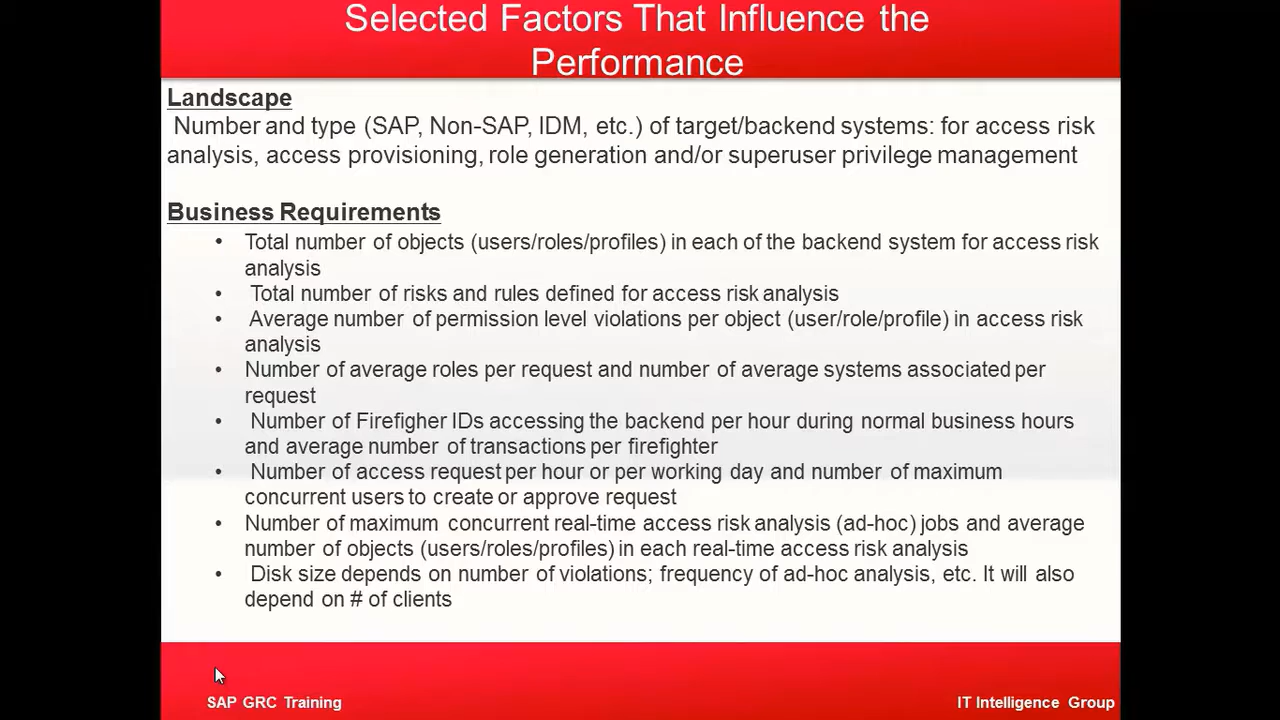 Selected Factors That Influence the
Performance
Landscape
Number and type (SAP, Non-SAP, IDM, etc.) of target/backend systems: for access risk
analysis, access provisioning, role generation and/or superuser privilege management
Business Requirements
• Total number of objects (users/roles/profiles) in each of the backend system for access risk
analysis
• Total number of risks and rules defined for access risk analysis
• Average number of permission level violations per object (user/role/profile) in access risk
analysis
• Number of average roles per request and number of average systems associated per
request
• Number of Firefigher IDs accessing the backend per hour during normal business hours
and average number of transactions per firefighter
• Number of access request per hour or per working day and number of maximum
concurrent users to create or approve request
• Number of maximum concurrent real-time access risk analysis (ad-hoc) jobs and average
number of objects (users/roles/profiles) in each real-time access risk analysis
• Disk size depends on number of violations; frequency of ad-hoc analysis, etc. It will also
depend on # of clients
SAP GRC Training
IT Intelligence Group